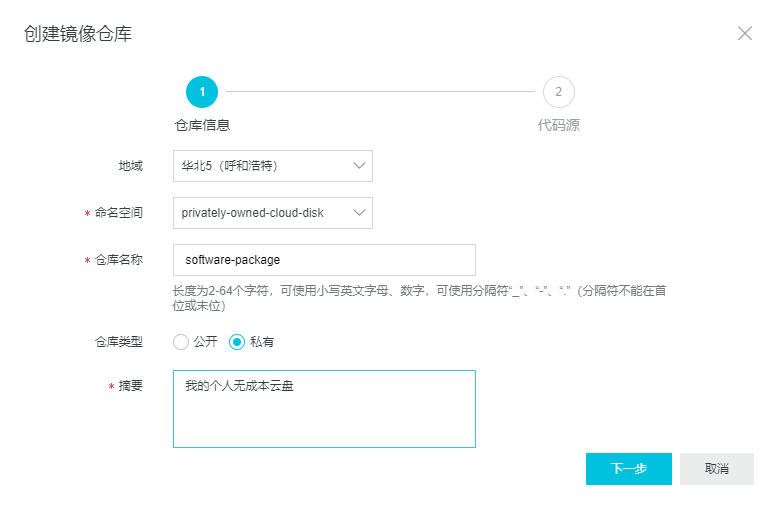 创建镜像仓库
1
2
仓库信息
代码源
地域
华北5（呼和浩特）
* 命名空间
privately-owned-cloud-disk
* 仓库名称
software-package
长度为2-64个字符，可使用小写英文字母、数字，可使用分隔符“_”、“-”、“.”（分隔符不能在首
位或末位）
仓库类型
公开
私有
* 摘要
我的个人无成本云盘
下一步
取消